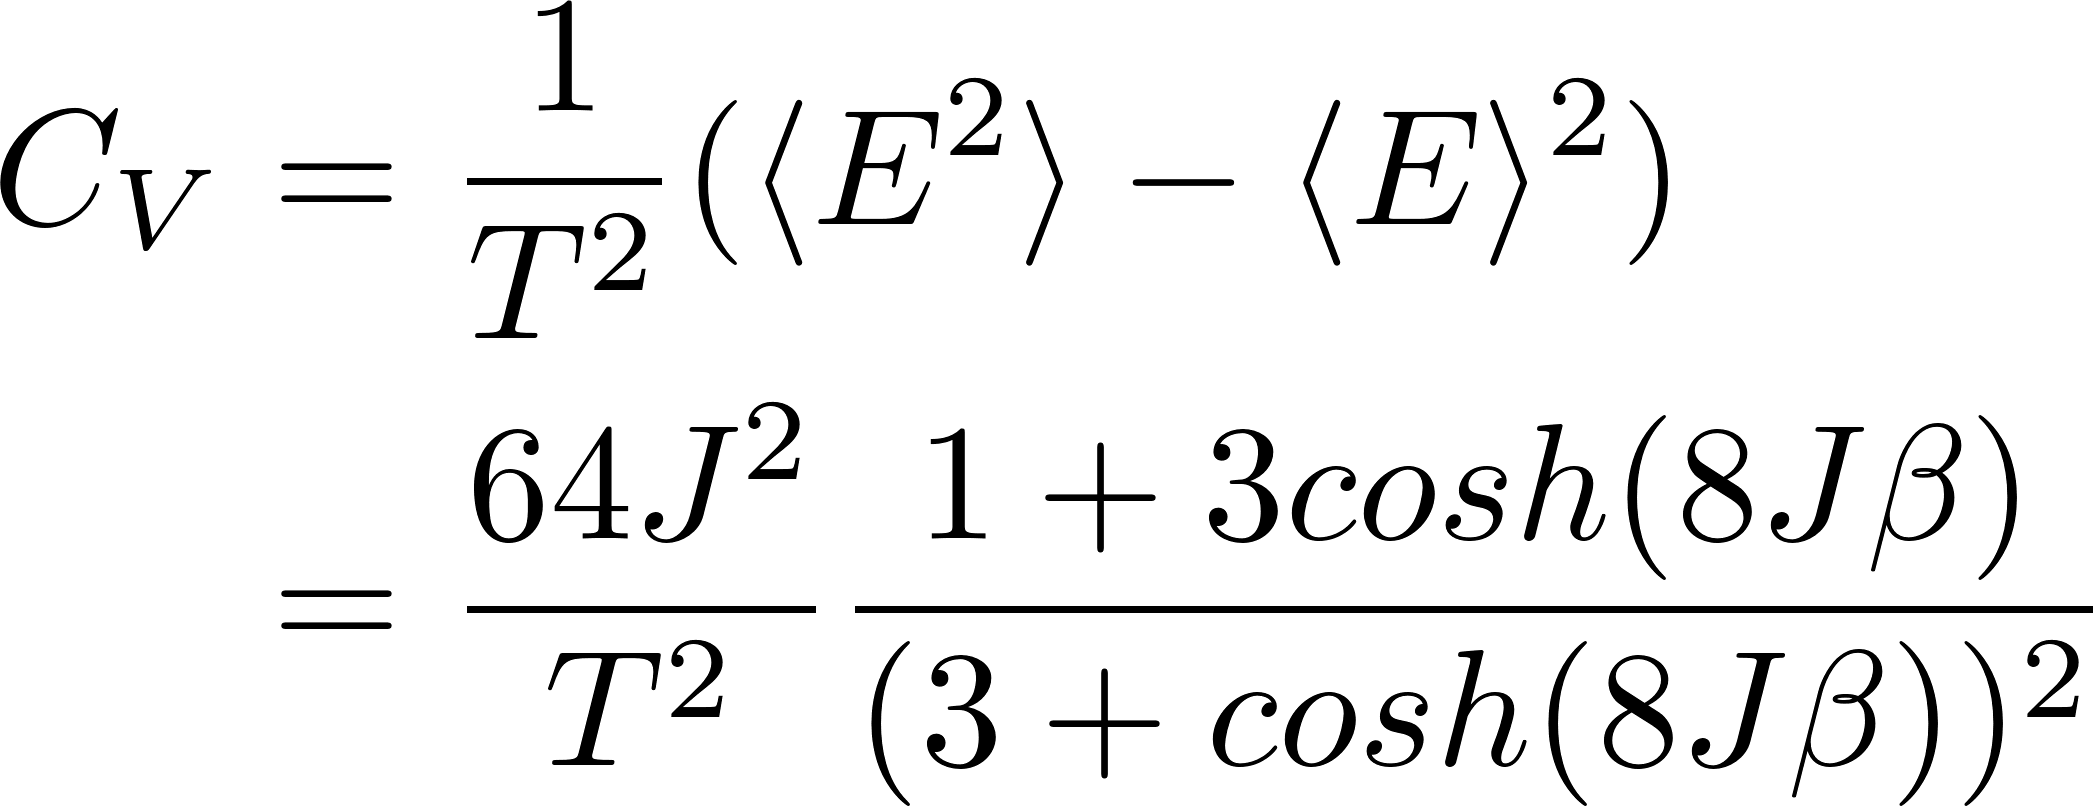 C_V = \frac{1}{T^2} (\langle E^2 \rangle - \langle E \rangle^2)
= \frac{64J^2}{T^2} \frac{1 + 3cosh(8J\beta)}{(3 + cosh(8J\beta))^2}